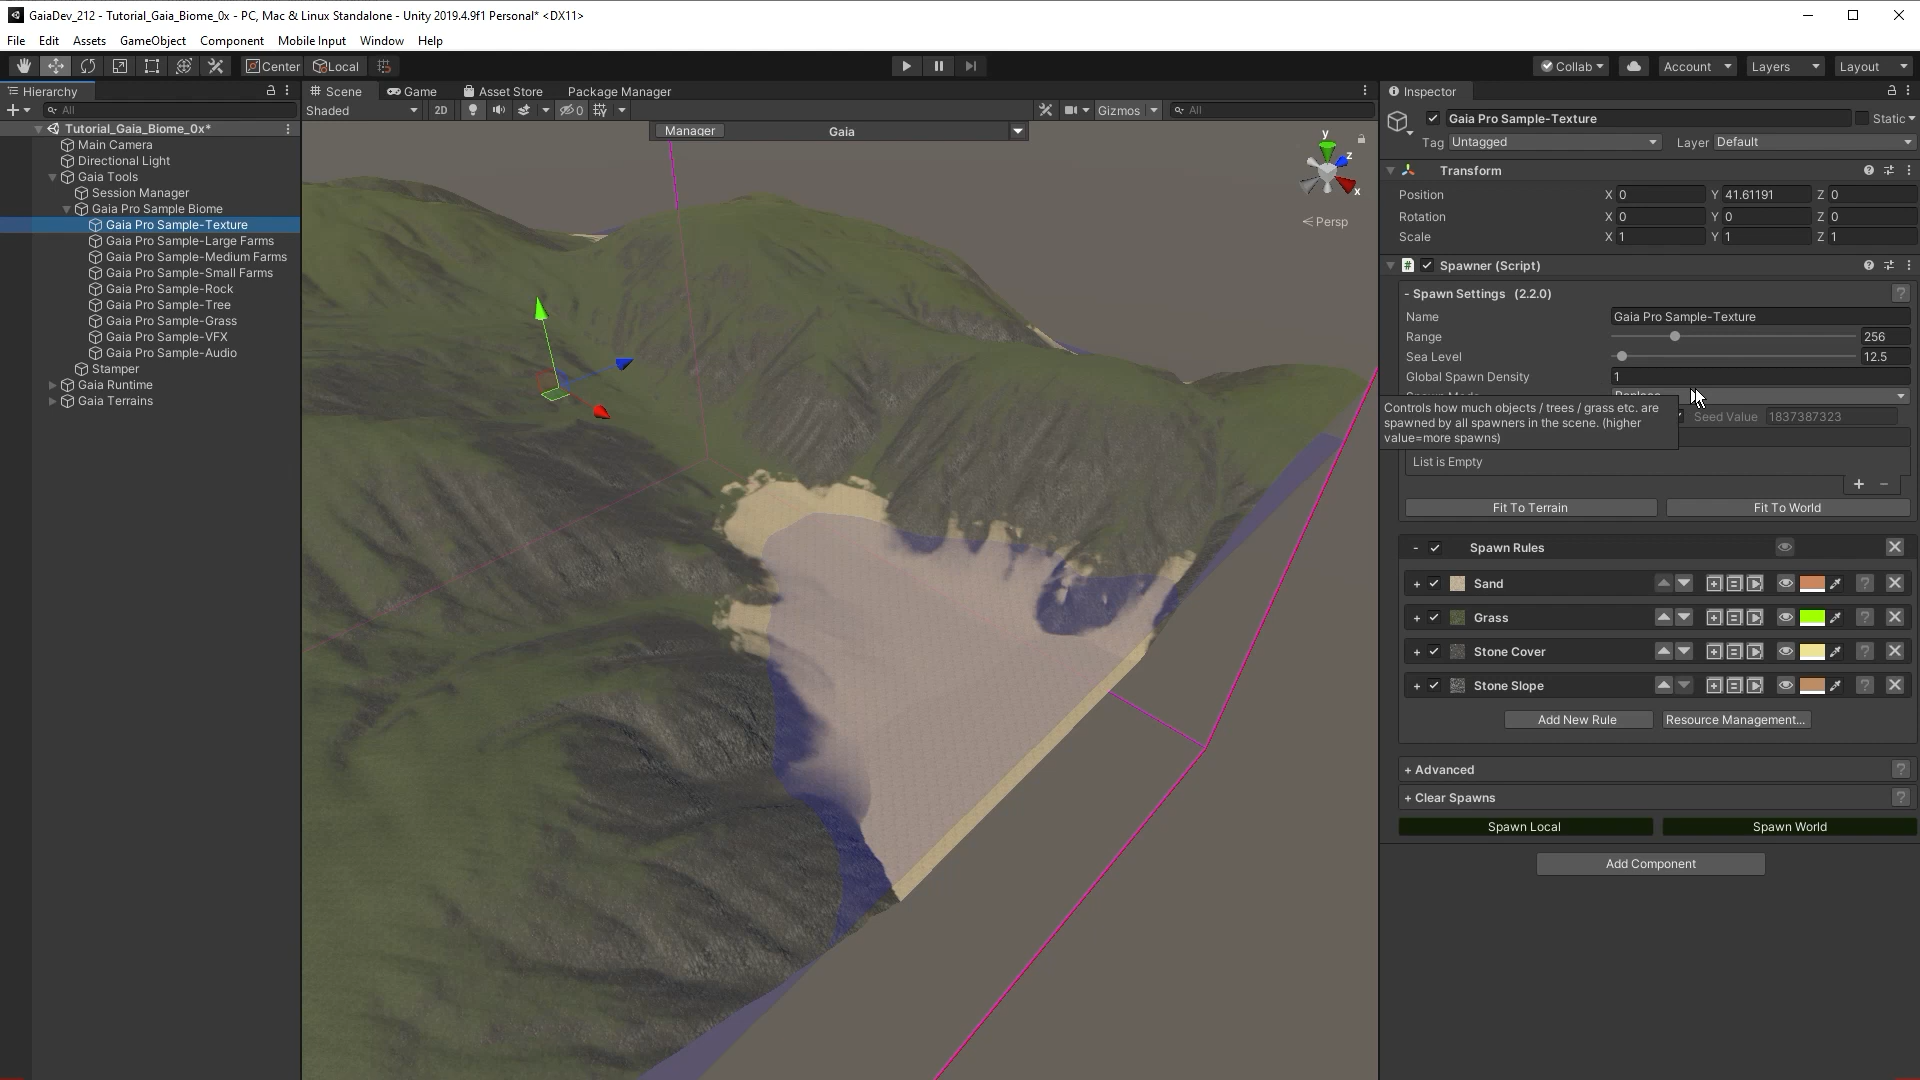 GaiaDev_212 - Tutorial_Gaia_Biome_0x - PC, Mac & Linux Standalone - Unity 2019.4.9f1 Personal* <DX11>
File Edit Assets GameObject Component Mobile Input Window Help
Center Local Collab Account Layers Layout
Hierarchy
All
Tutorial_Gaia_Biome_0x*
Main Camera
Directional Light
Gaia Tools
Session Manager
Gaia Pro Sample Biome
Gaia Pro Sample-Texture
Gaia Pro Sample-Large Farms
Gaia Pro Sample-Medium Farms
Gaia Pro Sample-Small Farms
Gaia Pro Sample-Rock
Gaia Pro Sample-Tree
Gaia Pro Sample-Grass
Gaia Pro Sample-VFX
Gaia Pro Sample-Audio
Stamper
Gaia Runtime
Gaia Terrains
Scene Game Asset Store Package Manager
Shaded 2D 0 Gizmos All
Manager Gaia
y
z
x
Persp
Inspector
Gaia Pro Sample-Texture Static
Tag Untagged Layer Default
Transform
Position X 0 Y 41.61191 Z 0
Rotation X 0 Y 0 Z 0
Scale X 1 Y 1 Z 1
# Spawner (Script)
- Spawn Settings (2.2.0) ?
Name Gaia Pro Sample-Texture
Range 256
Sea Level 12.5
Global Spawn Density 1
Controls how much objects / trees / grass etc. are
spawned by all spawners in the scene. (higher
value=more spawns)
Seed Value 1837387323
List is Empty
+ -
Fit To Terrain Fit To World
- Spawn Rules
+ Sand ?
+ Grass ?
+ Stone Cover ?
+ Stone Slope ?
Add New Rule Resource Management...
+ Advanced ?
+ Clear Spawns ?
Spawn Local Spawn World
Add Component